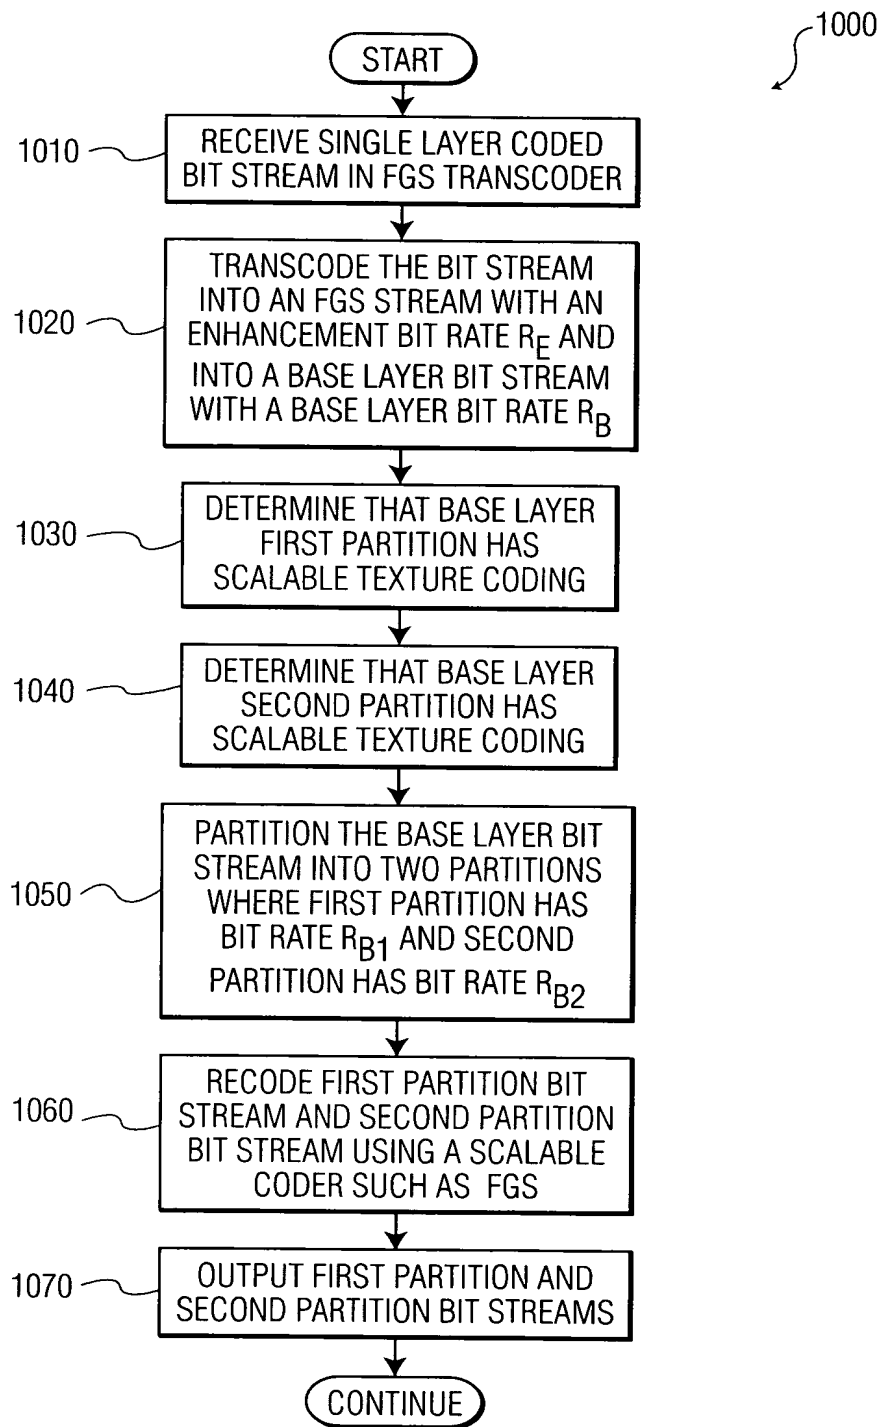 1000
START
1010
RECEIVE SINGLE LAYER CODED
BIT STREAM IN FGS TRANSCODER
1020
TRANSCODE THE BIT STREAM
INTO AN FGS STREAM WITH AN
ENHANCEMENT BIT RATE RE AND
INTO A BASE LAYER BIT STREAM
WITH A BASE LAYER BIT RATE RB
1030
DETERMINE THAT BASE LAYER
FIRST PARTITION HAS
SCALABLE TEXTURE CODING
1040
DETERMINE THAT BASE LAYER
SECOND PARTITION HAS
SCALABLE TEXTURE CODING
1050
PARTITION THE BASE LAYER BIT
STREAM INTO TWO PARTITIONS
WHERE FIRST PARTITION HAS
BIT RATE RB1 AND SECOND
PARTITION HAS BIT RATE RB2
1060
RECODE FIRST PARTITION BIT
STREAM AND SECOND PARTITION
BIT STREAM USING A SCALABLE
CODER SUCH AS FGS
1070
OUTPUT FIRST PARTITION AND
SECOND PARTITION BIT STREAMS
CONTINUE